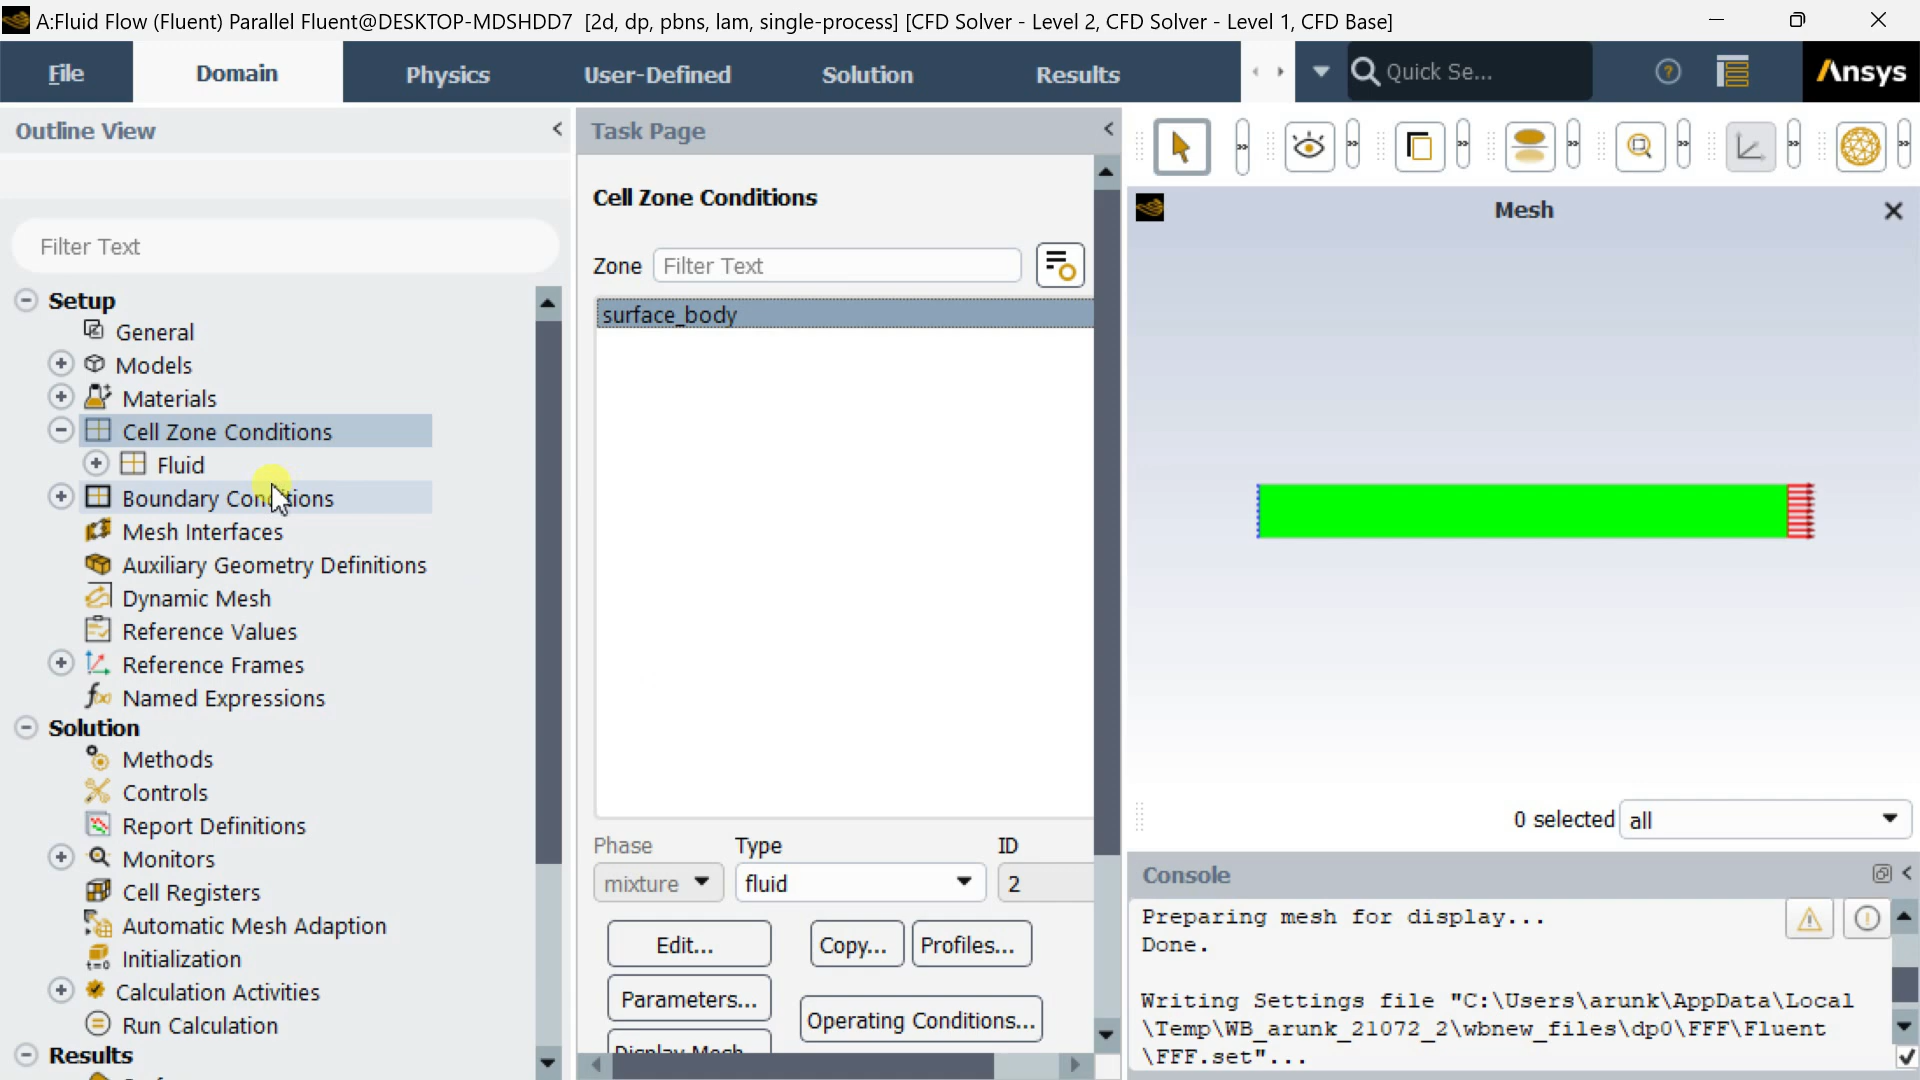 A:Fluid Flow (Fluent) Parallel Fluent@DESKTOP-MDSHDD7 [2d, dp, pbns, lam, single-process] [CFD Solver - Level 2, CFD Solver - Level 1, CFD Base]
File Domain Physics User-Defined Solution Results Quick Se... Ansys
Outline View
Filter Text
Setup
General
Models
Materials
Cell Zone Conditions
Fluid
Boundary Conditions
Mesh Interfaces
Auxiliary Geometry Definitions
Dynamic Mesh
Reference Values
Reference Frames
Named Expressions
Solution
Methods
Controls
Report Definitions
Monitors
Cell Registers
Automatic Mesh Adaption
Initialization
Calculation Activities
Run Calculation
Results
Task Page
Cell Zone Conditions
Zone Filter Text
surface_body
Phase Type ID
mixture fluid 2
Edit... Copy... Profiles...
Parameters... Operating Conditions...
Display Mesh...
Mesh
0 selected all
Console
Preparing mesh for display...
Done.
Writing Settings file "C:\Users\arunk\AppData\Local
\Temp\WB_arunk_21072_2\wbnew_files\dp0\FFF\Fluent
\FFF.set"...